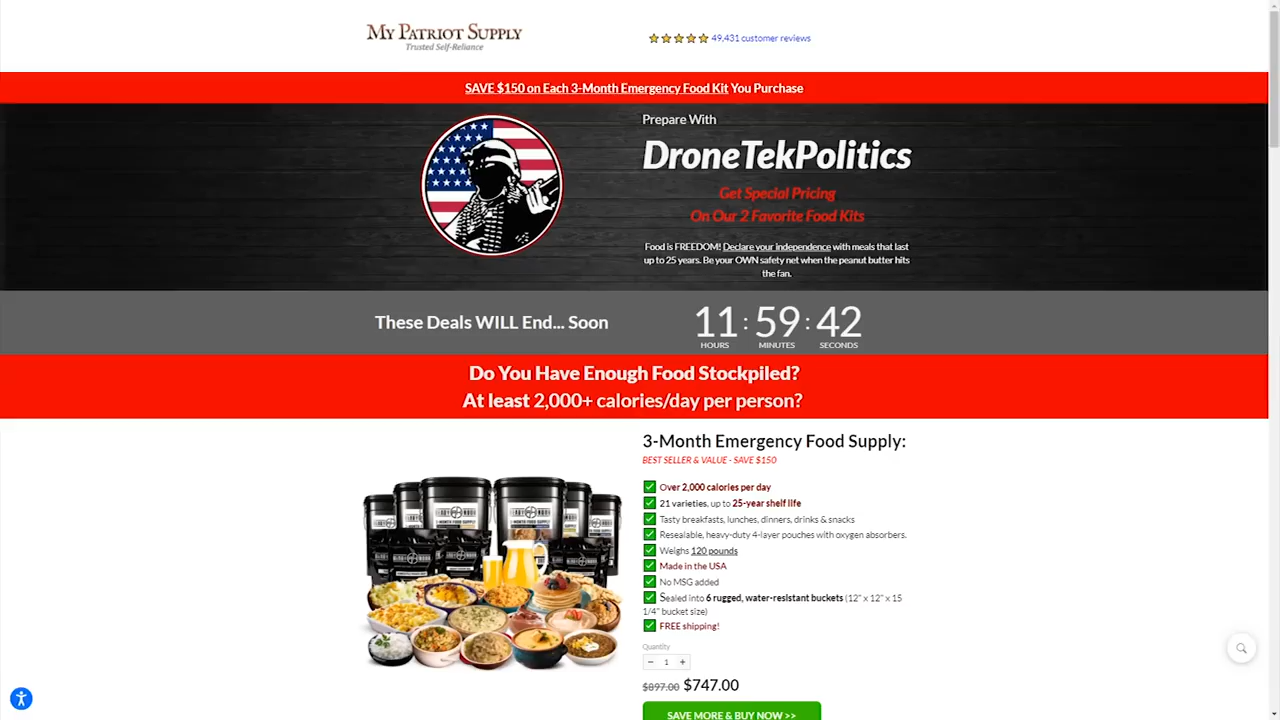 My Patriot Supply
Trusted Self-Reliance
49,431 customer reviews
SAVE $150 on Each 3-Month Emergency Food Kit You Purchase
Prepare With
DroneTekPolitics
Get Special Pricing
On Our 2 Favorite Food Kits
Food is FREEDOM! Declare your independence with meals that last
up to 25 years. Be your OWN safety net when the peanut butter hits
the fan.
These Deals WILL End... Soon
11 : 59 : 42
HOURS MINUTES SECONDS
Do You Have Enough Food Stockpiled?
At least 2,000+ calories/day per person?
3-Month Emergency Food Supply:
BEST SELLER & VALUE - SAVE $150
Over 2,000 calories per day
21 varieties, up to 25-year shelf life
Tasty breakfasts, lunches, dinners, drinks & snacks
Resealable, heavy-duty 4-layer pouches with oxygen absorbers.
Weighs 120 pounds
Made in the USA
No MSG added
Sealed into 6 rugged, water-resistant buckets (12" x 12" x 15
1/4" bucket size)
FREE shipping!
Quantity
− 1 +
$897.00 $747.00
SAVE MORE & BUY NOW >>